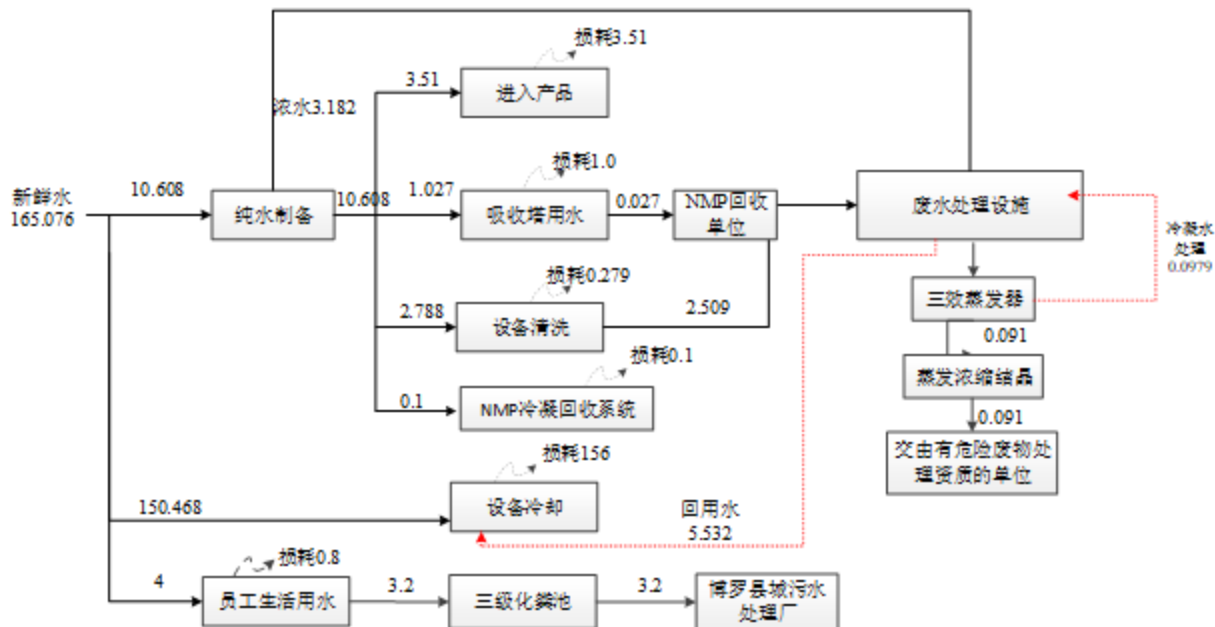 损耗3.51
3.51
进入产品
浓水3.182
损耗1.0
新鲜水
165.076
10.608
纯水制备
10.608
1.027
吸收塔用水
0.027
NMP回收
单位
废水处理设施
冷凝水
处理
0.0979
损耗0.279
2.788
设备清洗
2.509
三效蒸发器
0.091
损耗0.1
0.1
NMP冷凝回收系统
蒸发浓缩结晶
0.091
交由有危险废物处
理资质的单位
损耗156
150.468
设备冷却
回用水
5.532
损耗0.8
4
员工生活用水
3.2
三级化粪池
3.2
博罗县城污水
处理厂